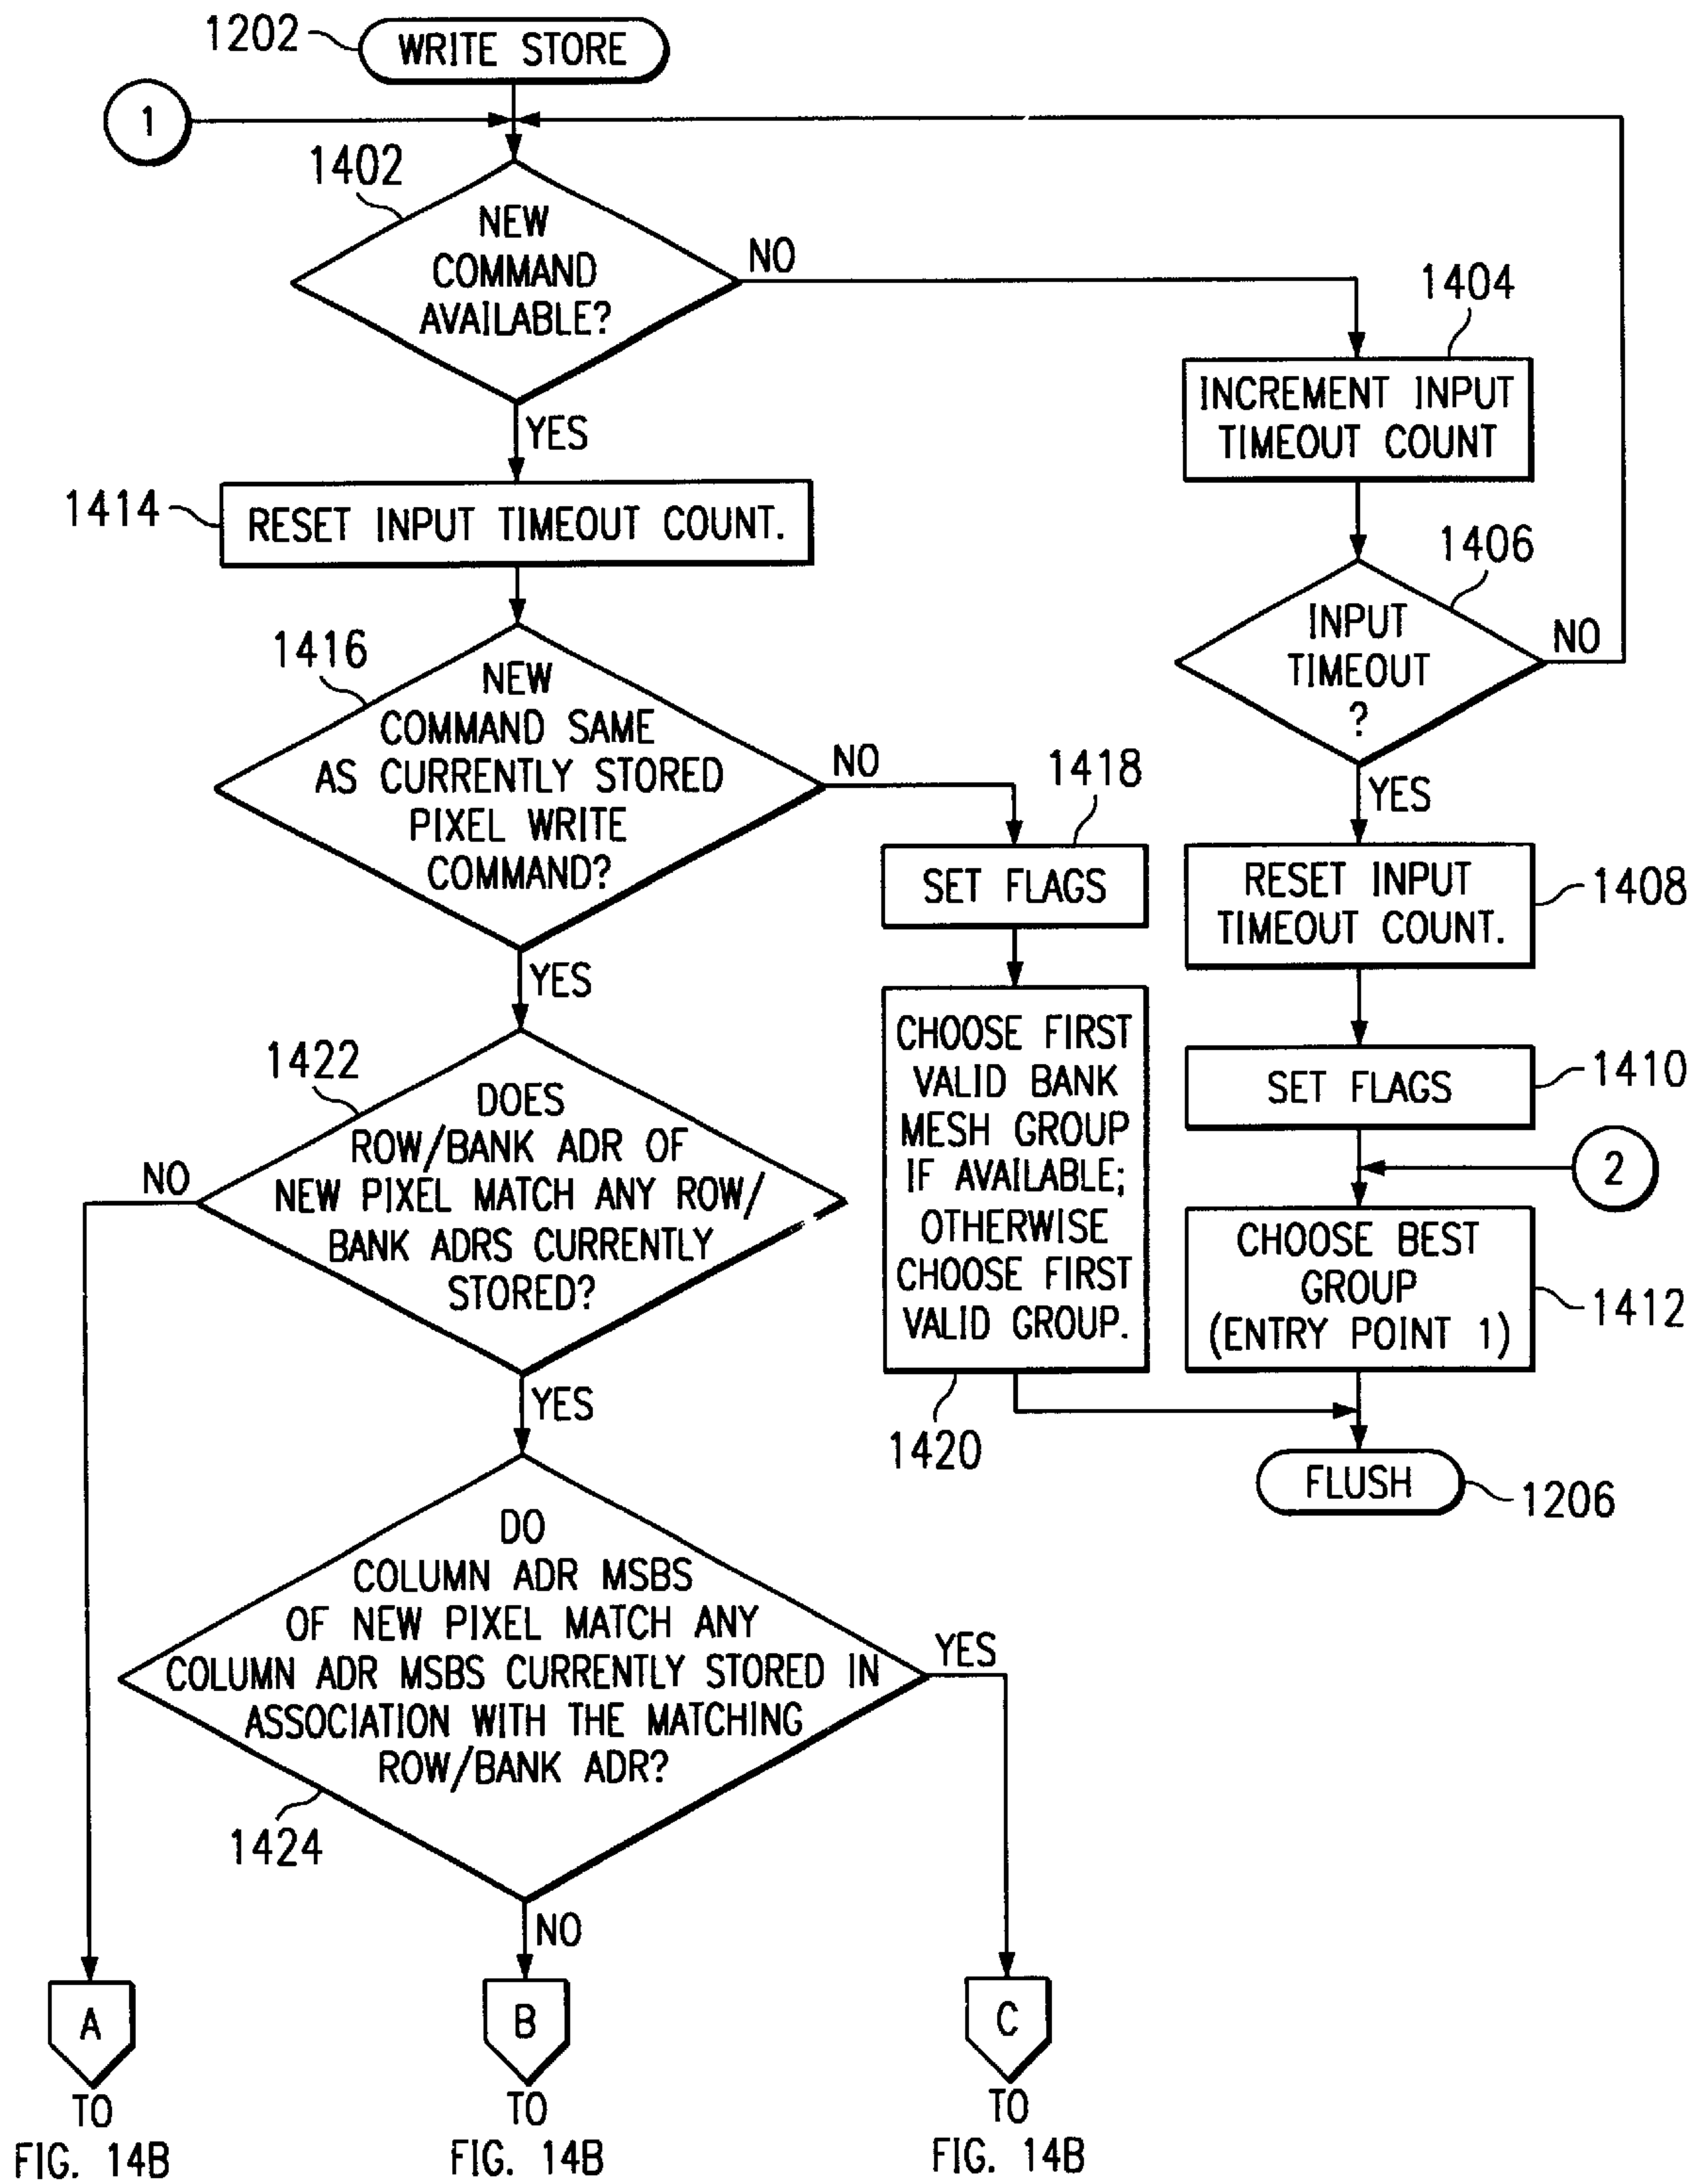 1202
WRITE STORE
1
1402
NEW
COMMAND
AVAILABLE?
NO
YES
1404
INCREMENT INPUT
TIMEOUT COUNT
1414
RESET INPUT TIMEOUT COUNT.
1406
INPUT
TIMEOUT
?
NO
YES
1416
NEW
COMMAND SAME
AS CURRENTLY STORED
PIXEL WRITE
COMMAND?
NO
YES
1418
SET FLAGS
1408
RESET INPUT
TIMEOUT COUNT.
1410
SET FLAGS
2
1420
CHOOSE FIRST
VALID BANK
MESH GROUP
IF AVAILABLE;
OTHERWISE
CHOOSE FIRST
VALID GROUP.
1412
CHOOSE BEST
GROUP
(ENTRY POINT 1)
FLUSH
1206
1422
DOES
ROW/BANK ADR OF
NEW PIXEL MATCH ANY ROW/
BANK ADRS CURRENTLY
STORED?
NO
YES
DO
COLUMN ADR MSBS
OF NEW PIXEL MATCH ANY
COLUMN ADR MSBS CURRENTLY STORED IN
ASSOCIATION WITH THE MATCHING
ROW/BANK ADR?
1424
YES
NO
A
TO
FIG. 14B
B
TO
FIG. 14B
C
TO
FIG. 14B